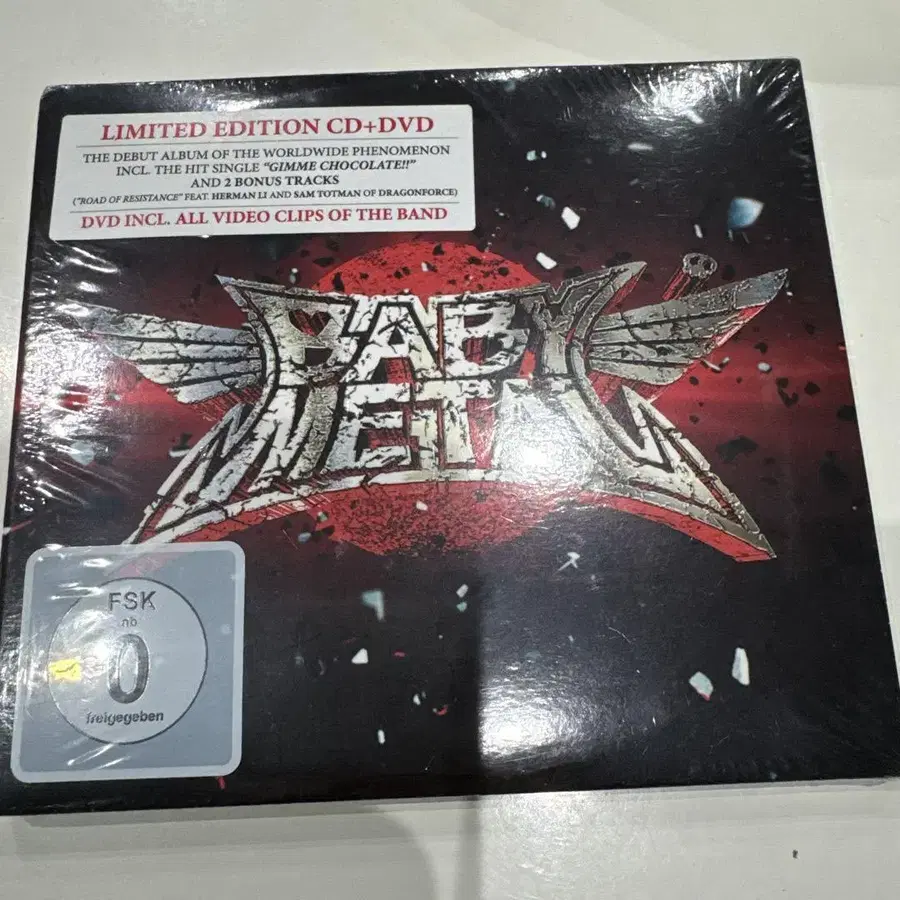 LIMITED EDITION CD+DVD
THE DEBUT ALBUM OF THE WORLDWIDE PHENOMENON
INCL. THE HIT SINGLE "GIMME CHOCOLATE!!"
AND 2 BONUS TRACKS
("ROAD OF RESISTANCE" FEAT. HERMAN LI AND SAM TOTMAN OF DRAGONFORCE)
DVD INCL. ALL VIDEO CLIPS OF THE BAND
BABY
METAL
FSK
ab
0
freigegeben